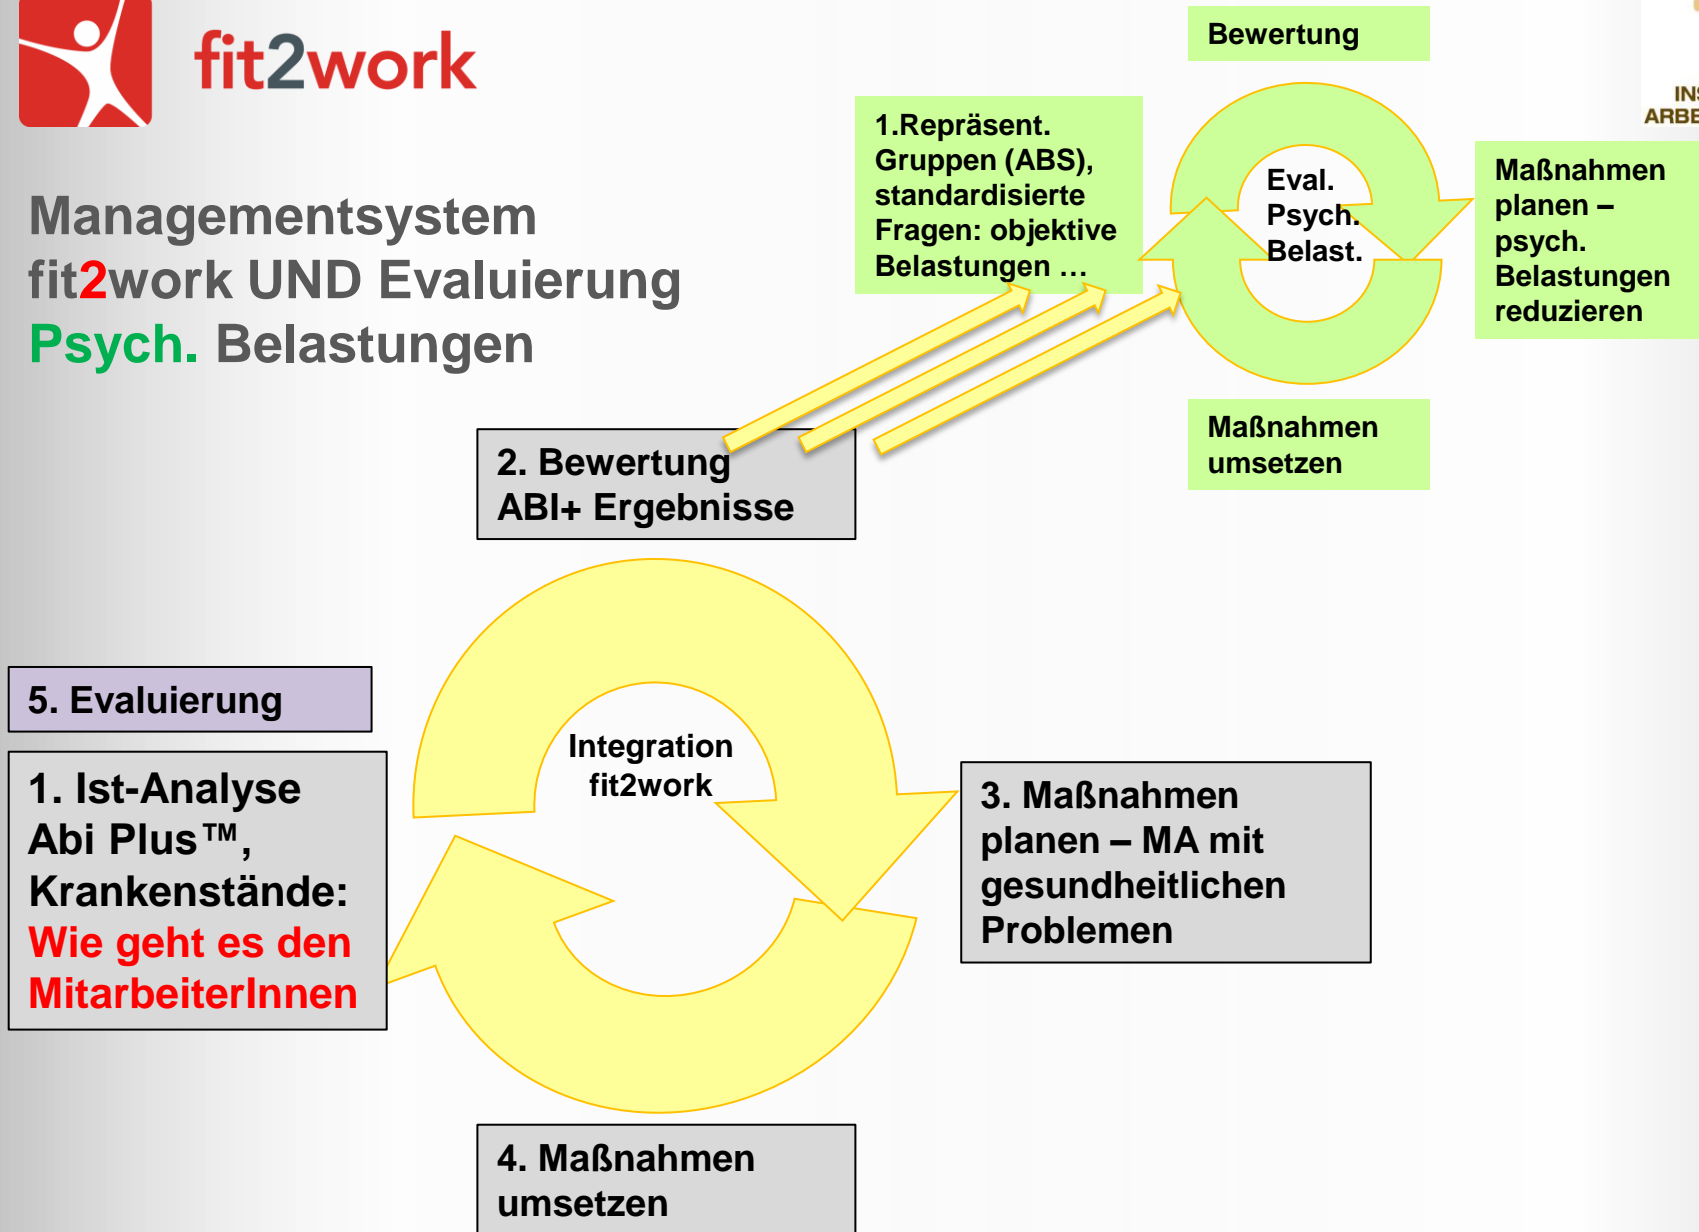 fit2work
Managementsystem
fit2work UND Evaluierung
Psych. Belastungen
Bewertung
1.Repräsent.
Gruppen (ABS),
standardisierte
Fragen: objektive
Belastungen …
Eval.
Psych.
Belast.
Maßnahmen
planen –
psych.
Belastungen
reduzieren
Maßnahmen
umsetzen
2. Bewertung
ABI+ Ergebnisse
5. Evaluierung
1. Ist-Analyse
Abi Plus™,
Krankenstände:
Wie geht es den
MitarbeiterInnen
Integration
fit2work
3. Maßnahmen
planen – MA mit
gesundheitlichen
Problemen
4. Maßnahmen
umsetzen